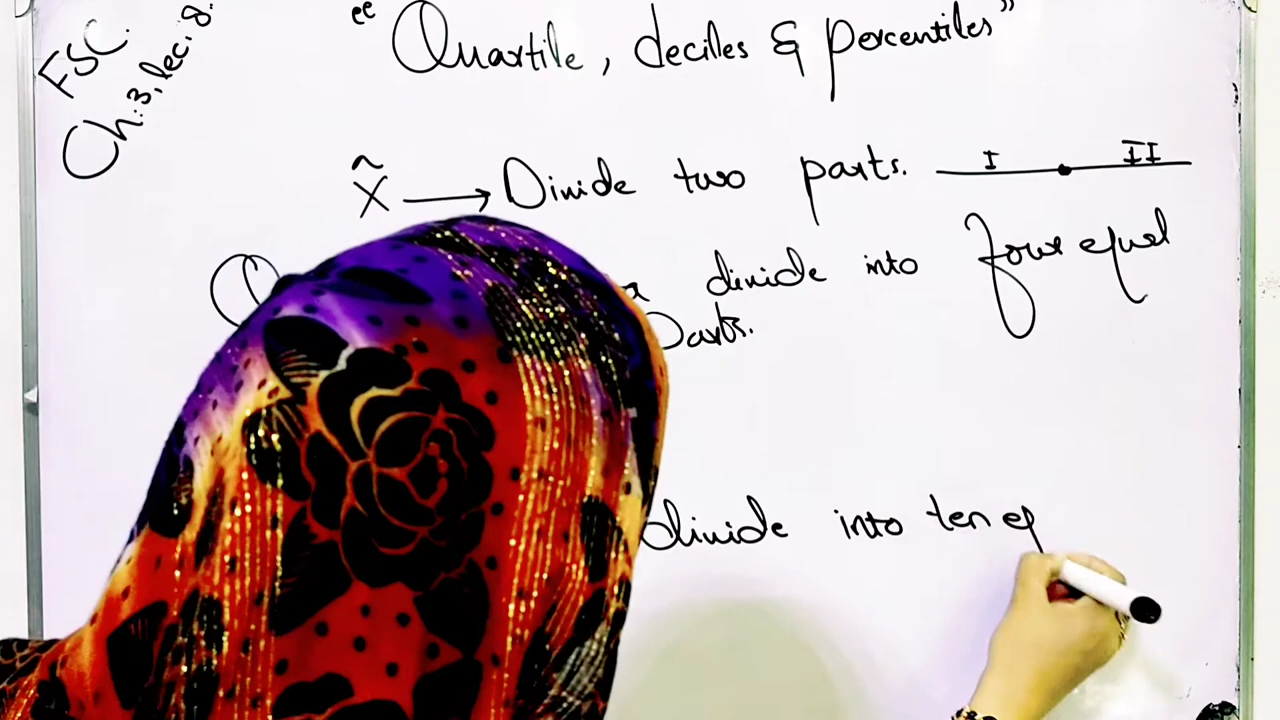 FSC.
Ch:3, lec:8.
"Quartile, deciles & percentiles"
X̃ → Divide two parts. I II
divide into four equal
Parts.
divide into ten eq